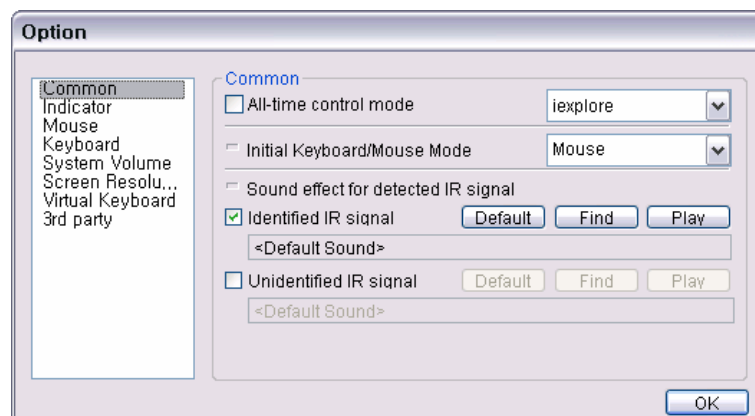 Option
Common
Indicator
Mouse
Keyboard
System Volume
Screen Resolu...
Virtual Keyboard
3rd party
Common
All-time control mode iexplore
Initial Keyboard/Mouse Mode Mouse
Sound effect for detected IR signal
Identified IR signal Default Find Play
<Default Sound>
Unidentified IR signal Default Find Play
<Default Sound>
OK